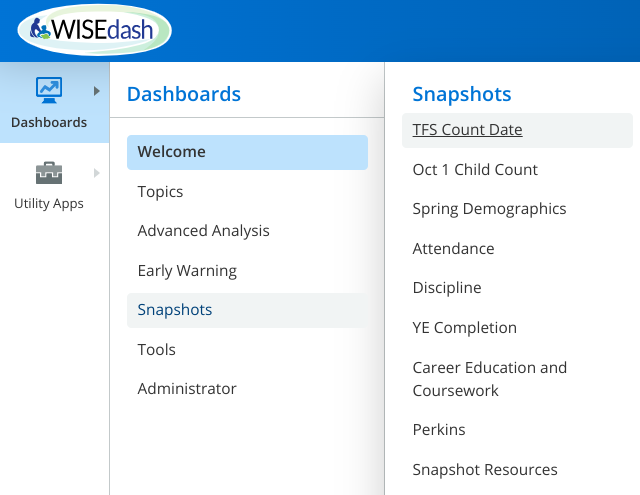 WISEdash
Dashboards
Utility Apps
Dashboards
Welcome
Topics
Advanced Analysis
Early Warning
Snapshots
Tools
Administrator
Snapshots
TFS Count Date
Oct 1 Child Count
Spring Demographics
Attendance
Discipline
YE Completion
Career Education and
Coursework
Perkins
Snapshot Resources